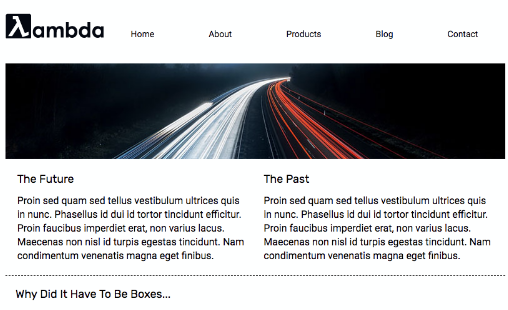 λambda Home About Products Blog Contact
The Future
Proin sed quam sed tellus vestibulum ultrices quis
in nunc. Phasellus id dui id tortor tincidunt efficitur.
Proin faucibus imperdiet erat, non varius lacus.
Maecenas non nisl id turpis egestas tincidunt. Nam
condimentum venenatis magna eget finibus.
The Past
Proin sed quam sed tellus vestibulum ultrices quis
in nunc. Phasellus id dui id tortor tincidunt efficitur.
Proin faucibus imperdiet erat, non varius lacus.
Maecenas non nisl id turpis egestas tincidunt. Nam
condimentum venenatis magna eget finibus.
Why Did It Have To Be Boxes...